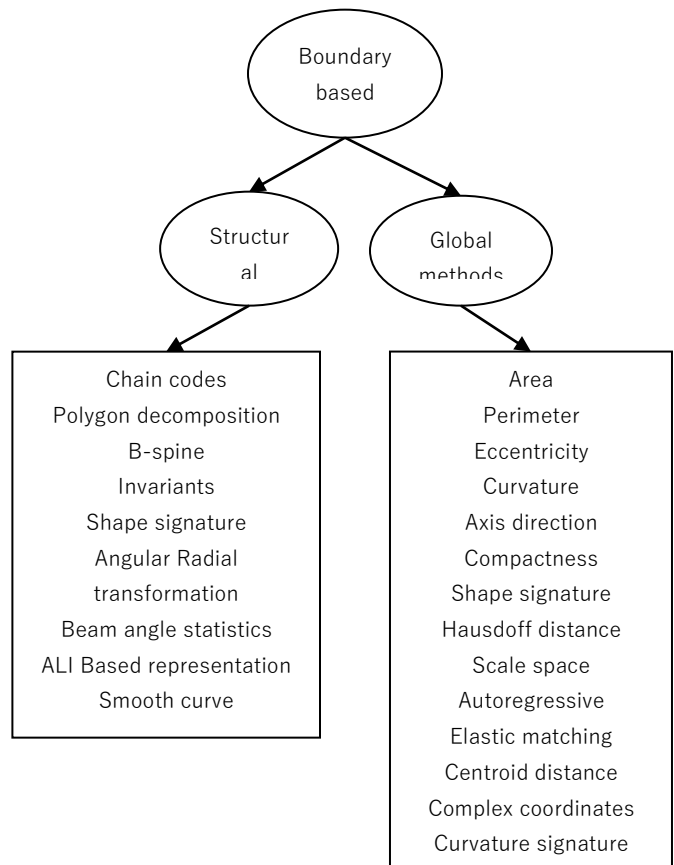 Boundary
based
Structur
al
Global
methods
Chain codes
Polygon decomposition
B-spine
Invariants
Shape signature
Angular Radial
transformation
Beam angle statistics
ALI Based representation
Smooth curve
Area
Perimeter
Eccentricity
Curvature
Axis direction
Compactness
Shape signature
Hausdoff distance
Scale space
Autoregressive
Elastic matching
Centroid distance
Complex coordinates
Curvature signature